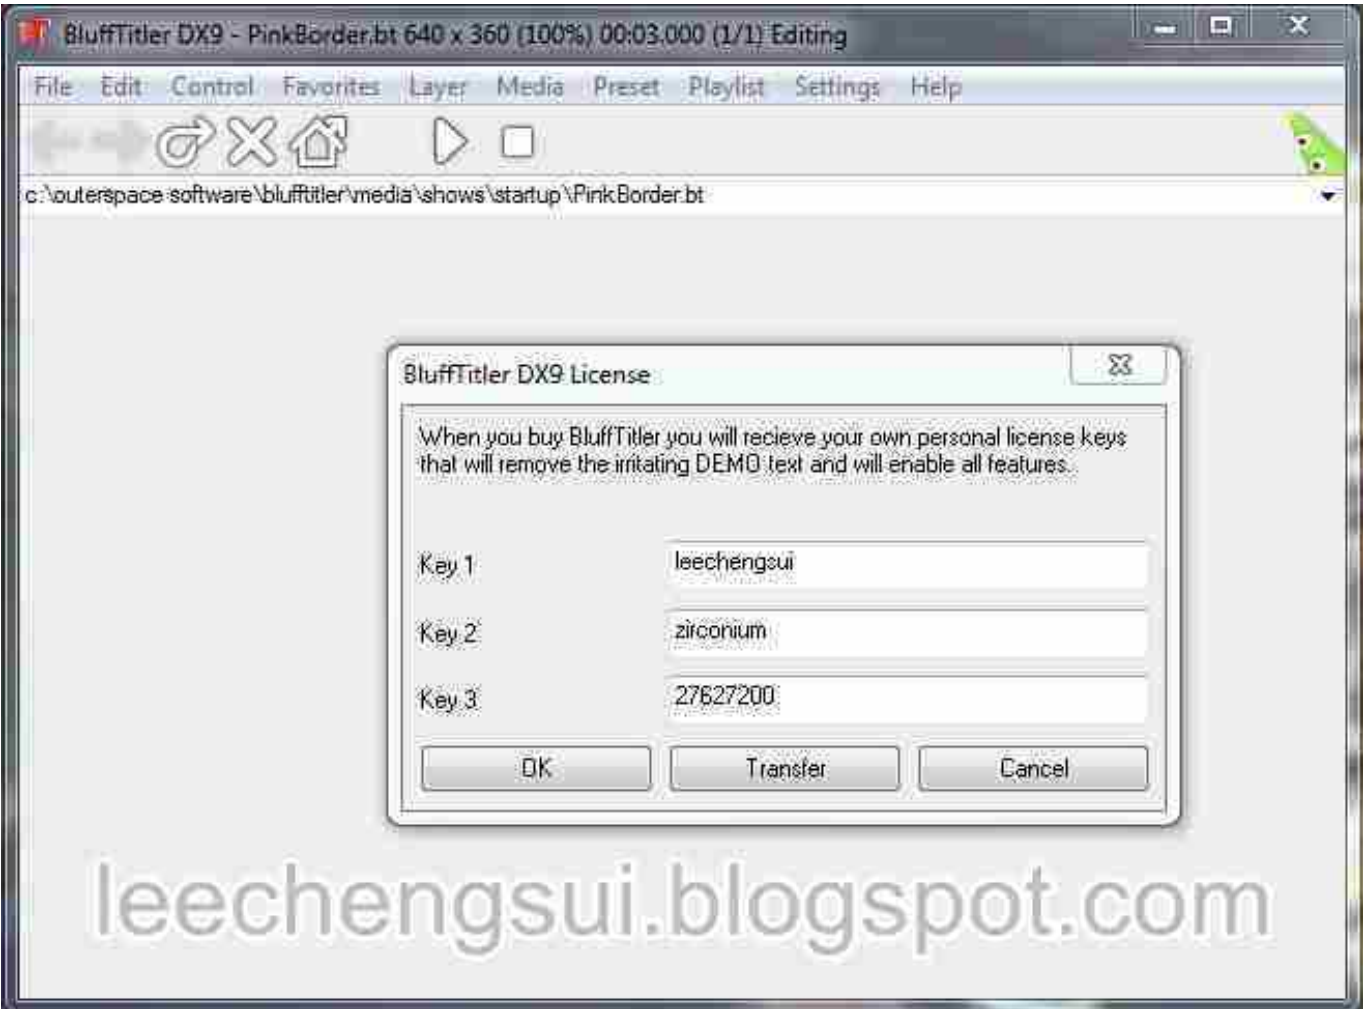 BluffTitler DX9 - PinkBorder.bt 640 x 360 (100%) 00:03.000 (1/1) Editing
File Edit Control Favorites Layer Media Preset Playlist Settings Help
c:\outerspace software\blufftitler\media\shows\startup\PinkBorder.bt
BluffTitler DX9 License
When you buy BluffTitler you will recieve your own personal license keys
that will remove the irritating DEMO text and will enable all features.
Key 1 leechengsui
Key 2 zirconium
Key 3 27627200
OK Transfer Cancel
leechengsui.blogspot.com